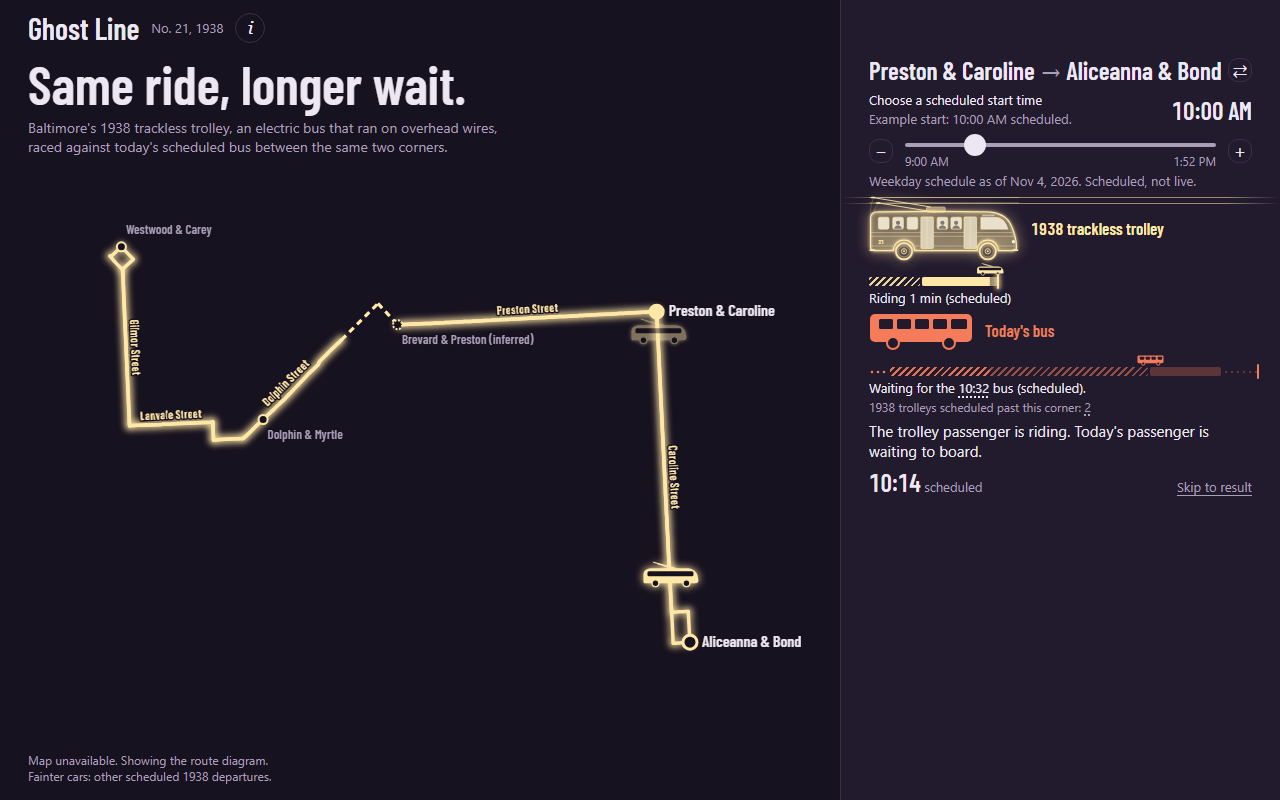 Ghost Line No. 21, 1938 i
Same ride, longer wait.
Baltimore's 1938 trackless trolley, an electric bus that ran on overhead wires,
raced against today's scheduled bus between the same two corners.
Westwood & Carey
Gilmor Street
Lanvale Street
Dolphin Street
Dolphin & Myrtle
Preston Street
Brevard & Preston (inferred)
Preston & Caroline
Caroline Street
Aliceanna & Bond
Map unavailable. Showing the route diagram.
Fainter cars: other scheduled 1938 departures.
Preston & Caroline → Aliceanna & Bond ⇄
Choose a scheduled start time
Example start: 10:00 AM scheduled.
10:00 AM
− +
9:00 AM 1:52 PM
Weekday schedule as of Nov 4, 2026. Scheduled, not live.
21
1938 trackless trolley
Riding 1 min (scheduled)
Today's bus
Waiting for the 10:32 bus (scheduled).
1938 trolleys scheduled past this corner: 2
The trolley passenger is riding. Today's passenger is
waiting to board.
10:14 scheduled Skip to result